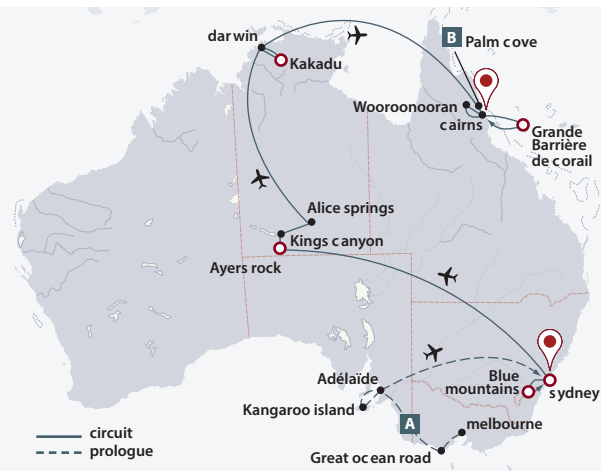 dar win
Kakadu
B Palm cove
Wooroonooran
cairns
Grande
Barrière
de corail
Alice springs
Kings canyon
Ayers rock
Adélaïde
Kangaroo island
A
Blue
mountains
sydney
melbourne
Great ocean road
circuit
prologue